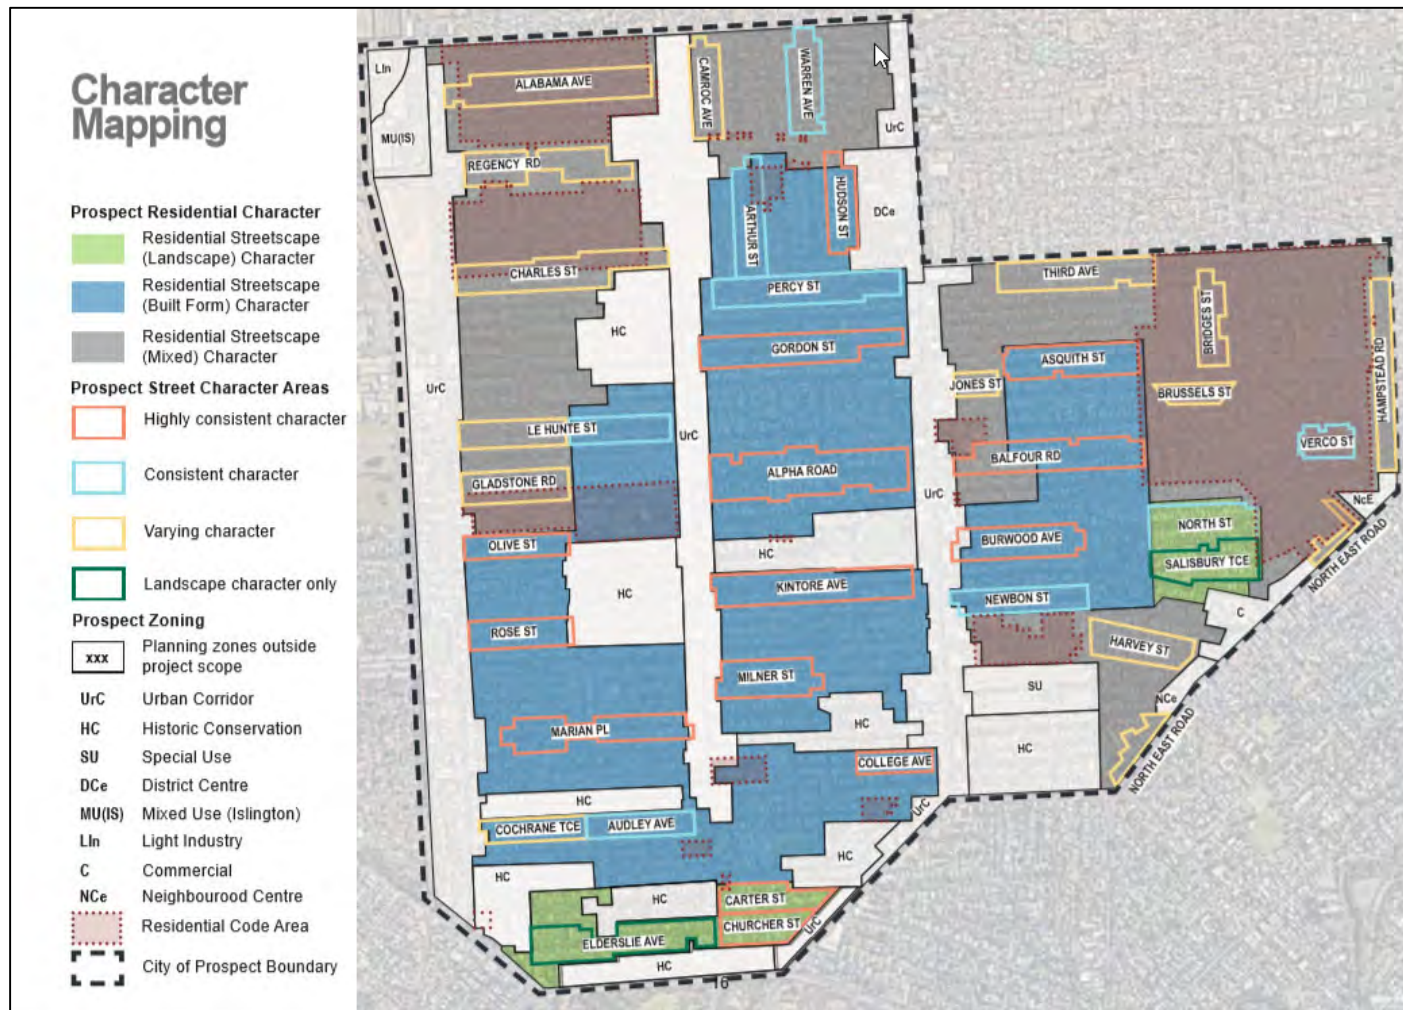 Character
Mapping
Prospect Residential Character
Residential Streetscape
(Landscape) Character
Residential Streetscape
(Built Form) Character
Residential Streetscape
(Mixed) Character
Prospect Street Character Areas
Highly consistent character
Consistent character
Varying character
Landscape character only
Prospect Zoning
xxx
Planning zones outside
project scope
UrC
Urban Corridor
HC
Historic Conservation
SU
Special Use
DCe
District Centre
MU(IS)
Mixed Use (Islington)
LIn
Light Industry
C
Commercial
NCe
Neighbourood Centre
Residential Code Area
City of Prospect Boundary
LIn
MU(IS)
ALABAMA AVE
CAMROC AVE
WARREN AVE
UrC
REGENCY RD
ARTHUR ST
HUDSON ST
DCe
CHARLES ST
PERCY ST
THIRD AVE
BRIDGES ST
HAMPSTEAD RD
HC
GORDON ST
ASQUITH ST
UrC
JONES ST
BRUSSELS ST
LE HUNTE ST
UrC
VERCO ST
BALFOUR RD
ALPHA ROAD
GLADSTONE RD
UrC
NcE
NORTH ST
OLIVE ST
BURWOOD AVE
HC
SALISBURY TCE
NORTH EAST ROAD
HC
KINTORE AVE
NEWBON ST
C
ROSE ST
HARVEY ST
MILNER ST
SU
NCe
HC
MARIAN PL
HC
NORTH EAST ROAD
COLLEGE AVE
HC
UrC
COCHRANE TCE
AUDLEY AVE
HC
HC
HC
CARTER ST
CHURCHER ST
UrC
ELDERSLIE AVE
HC
16